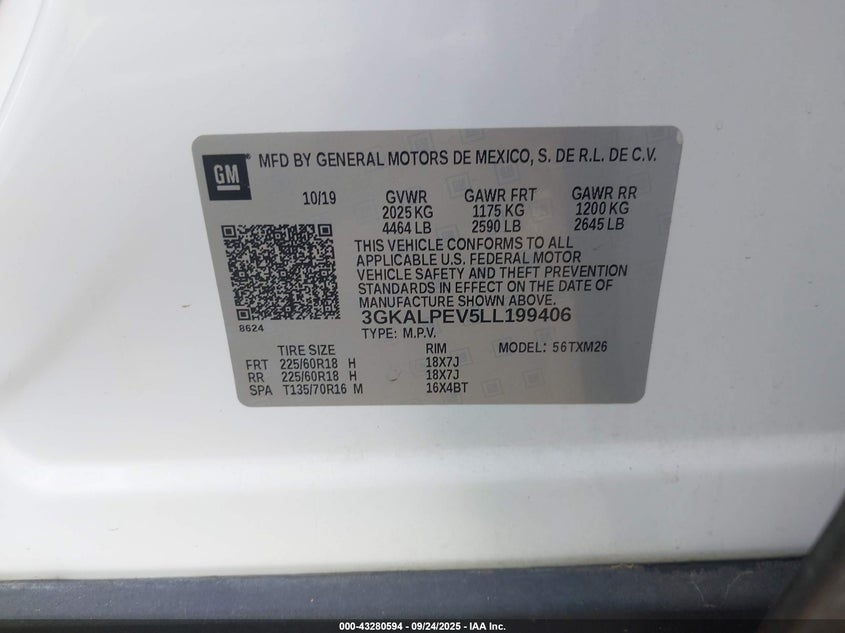 GM
MFD BY GENERAL MOTORS DE MEXICO, S. DE R.L. DE C.V.
10/19 GVWR GAWR FRT GAWR RR
2025 KG 1175 KG 1200 KG
4464 LB 2590 LB 2645 LB
THIS VEHICLE CONFORMS TO ALL
APPLICABLE U.S. FEDERAL MOTOR
VEHICLE SAFETY AND THEFT PREVENTION
STANDARDS IN EFFECT ON THE DATE OF
MANUFACTURE SHOWN ABOVE.
8624 3GKALPEV5LL199406
TYPE: M.P.V.
TIRE SIZE RIM MODEL: 56TXM26
FRT 225/60R18 H 18X7J
RR 225/60R18 H 18X7J
SPA T135/70R16 M 16X4BT
000-43280594 - 09/24/2025 - IAA Inc.